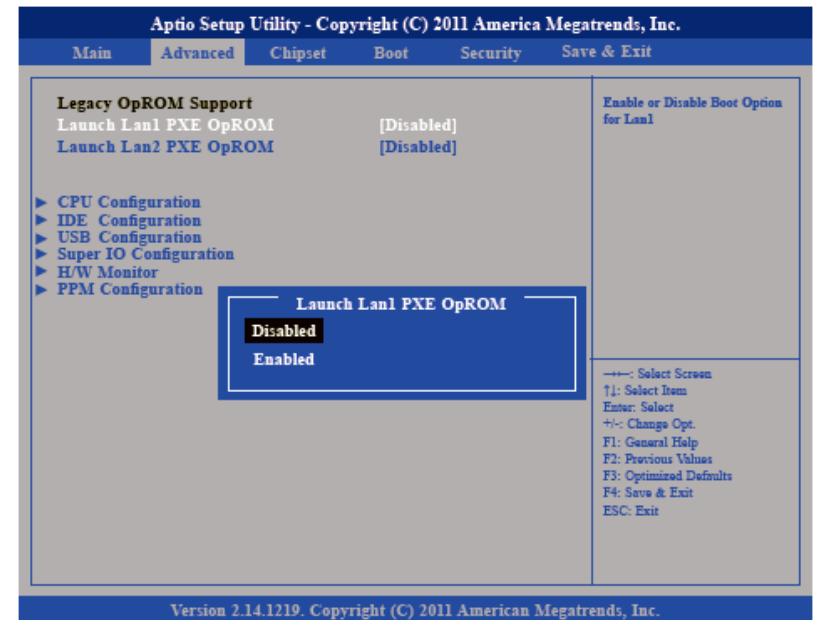 Aptio Setup Utility - Copyright (C) 2011 America Megatrends, Inc.
Main Advanced Chipset Boot Security Save & Exit
Legacy OpROM Support
Launch Lan1 PXE OpROM [Disabled]
Launch Lan2 PXE OpROM [Disabled]
► CPU Configuration
► IDE Configuration
► USB Configuration
► Super IO Configuration
► H/W Monitor
► PPM Configuration
Launch Lan1 PXE OpROM
Disabled
Enabled
Enable or Disable Boot Option
for Lan1
→←: Select Screen
↑↓: Select Item
Enter: Select
+/-: Change Opt.
F1: General Help
F2: Previous Values
F3: Optimized Defaults
F4: Save & Exit
ESC: Exit
Version 2.14.1219. Copyright (C) 2011 American Megatrends, Inc.